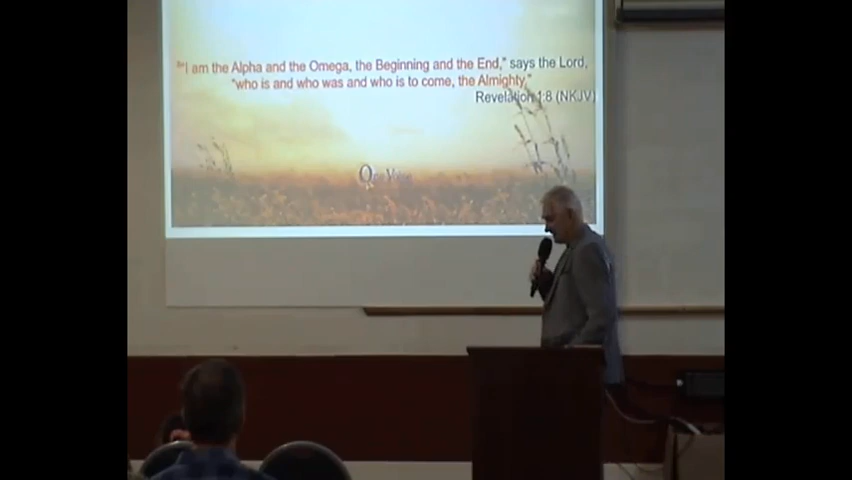 "I am the Alpha and the Omega, the Beginning and the End," says the Lord,
"who is and who was and who is to come, the Almighty."
Revelation 1:8 (NKJV)